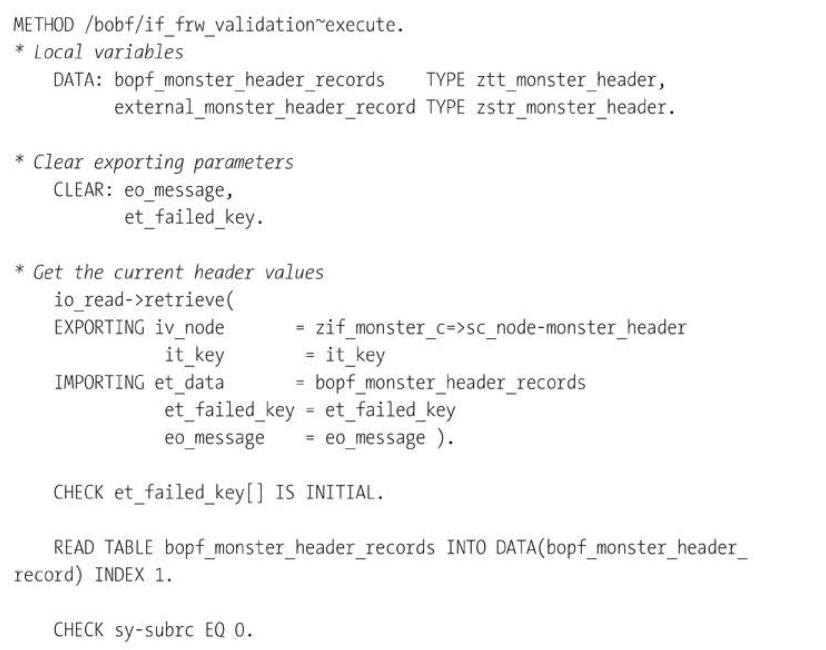 METHOD /bobf/if_frw_validation~execute.
* Local variables
DATA: bopf_monster_header_records TYPE ztt_monster_header,
external_monster_header_record TYPE zstr_monster_header.
* Clear exporting parameters
CLEAR: eo_message,
et_failed_key.
* Get the current header values
io_read->retrieve(
EXPORTING iv_node = zif_monster_c=>sc_node-monster_header
it_key = it_key
IMPORTING et_data = bopf_monster_header_records
et_failed_key = et_failed_key
eo_message = eo_message ).
CHECK et_failed_key[] IS INITIAL.
READ TABLE bopf_monster_header_records INTO DATA(bopf_monster_header_
record) INDEX 1.
CHECK sy-subrc EQ 0.